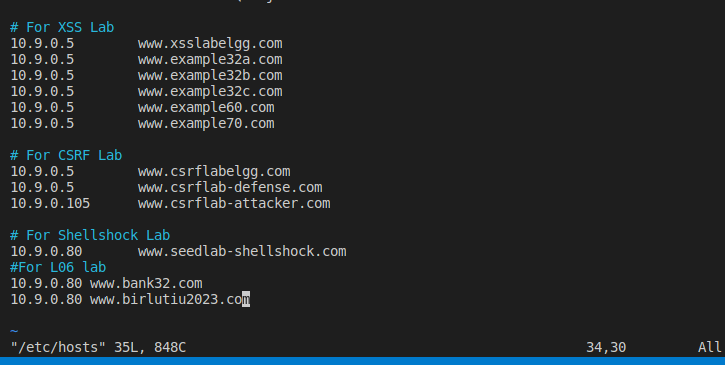 # For XSS Lab
10.9.0.5        www.xsslabelgg.com
10.9.0.5        www.example32a.com
10.9.0.5        www.example32b.com
10.9.0.5        www.example32c.com
10.9.0.5        www.example60.com
10.9.0.5        www.example70.com
# For CSRF Lab
10.9.0.5        www.csrflabelgg.com
10.9.0.5        www.csrflab-defense.com
10.9.0.105      www.csrflab-attacker.com
# For Shellshock Lab
10.9.0.80       www.seedlab-shellshock.com
#For L06 lab
10.9.0.80 www.bank32.com
10.9.0.80 www.birlutiu2023.com
~
"/etc/hosts" 35L, 848C                                                  34,30         All